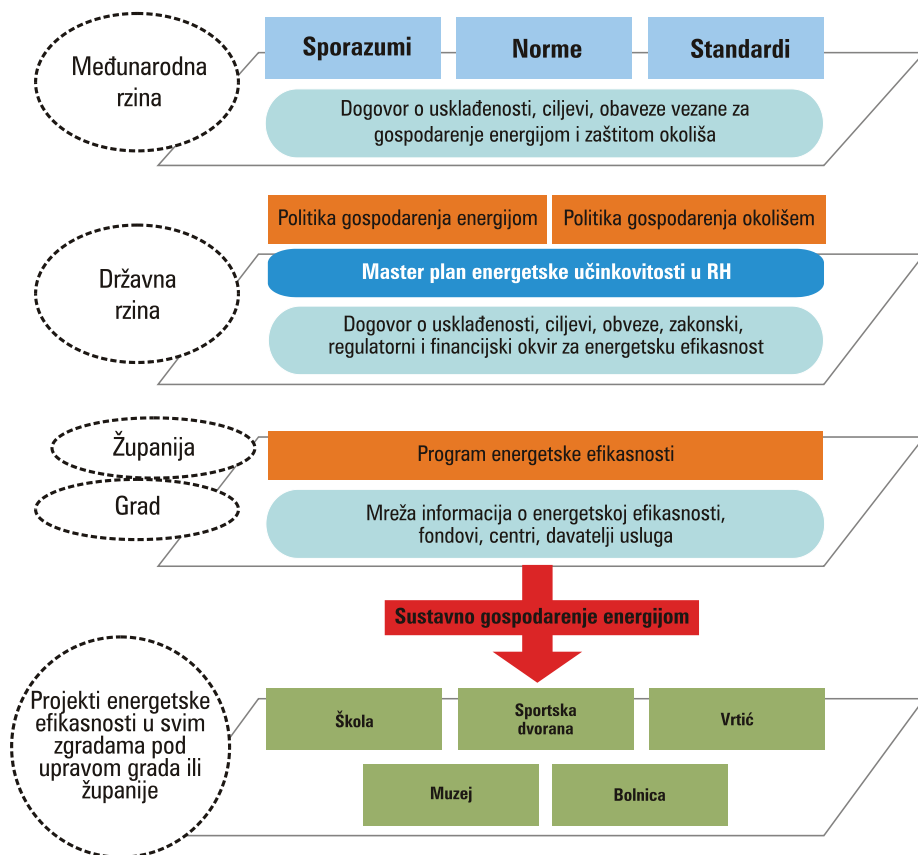 Međunarodna
rzina
Sporazumi
Norme
Standardi
Dogovor o usklađenosti, ciljevi, obaveze vezane za
gospodarenje energijom i zaštitom okoliša
Državna
rzina
Politika gospodarenja energijom
Politika gospodarenja okolišem
Master plan energetske učinkovitosti u RH
Dogovor o usklađenosti, ciljevi, obveze, zakonski,
regulatorni i financijski okvir za energetsku efikasnost
Županija
Grad
Program energetske efikasnosti
Mreža informacija o energetskoj efikasnosti,
fondovi, centri, davatelji usluga
Sustavno gospodarenje energijom
Projekti energetske
efikasnosti u svim
zgradama pod
upravom grada ili
županije
Škola
Sportska
dvorana
Vrtić
Muzej
Bolnica